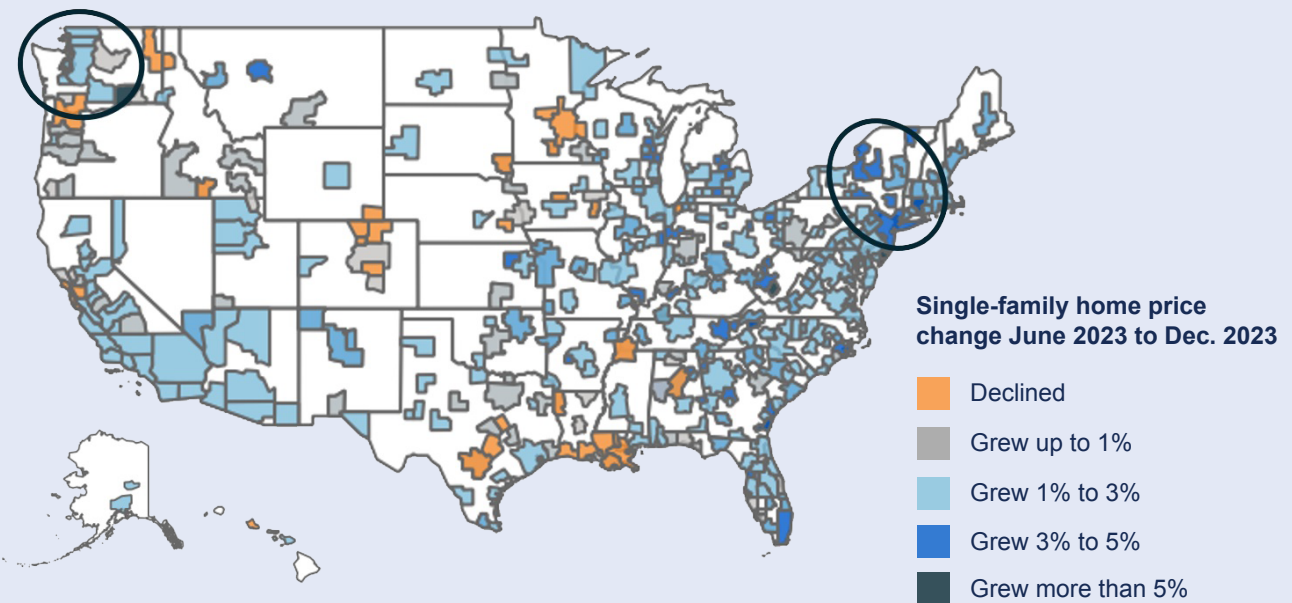 Single-family home price
change June 2023 to Dec. 2023
Declined
Grew up to 1%
Grew 1% to 3%
Grew 3% to 5%
Grew more than 5%